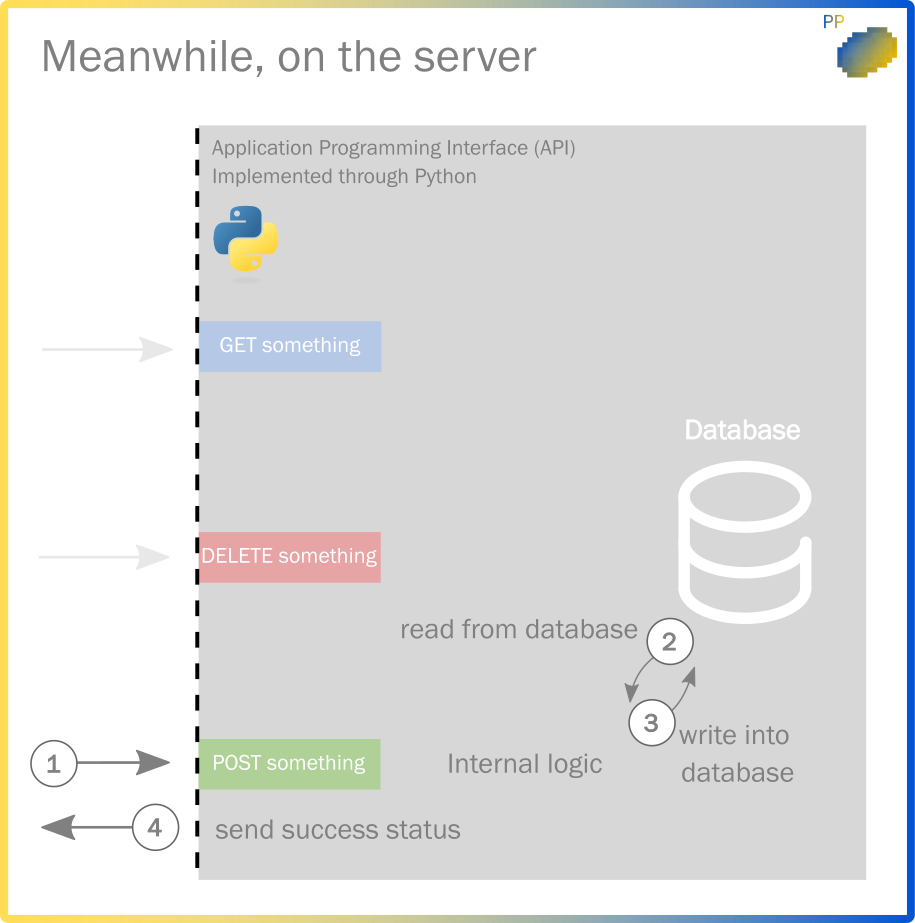 PP
Meanwhile, on the server
Application Programming Interface (API)
Implemented through Python
GET something
Database
DELETE something
read from database
2
3
write into
database
1
POST something
Internal logic
4
send success status